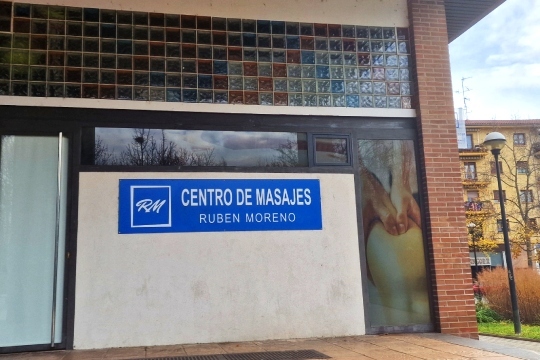 RM
CENTRO DE MASAJES
RUBEN MORENO